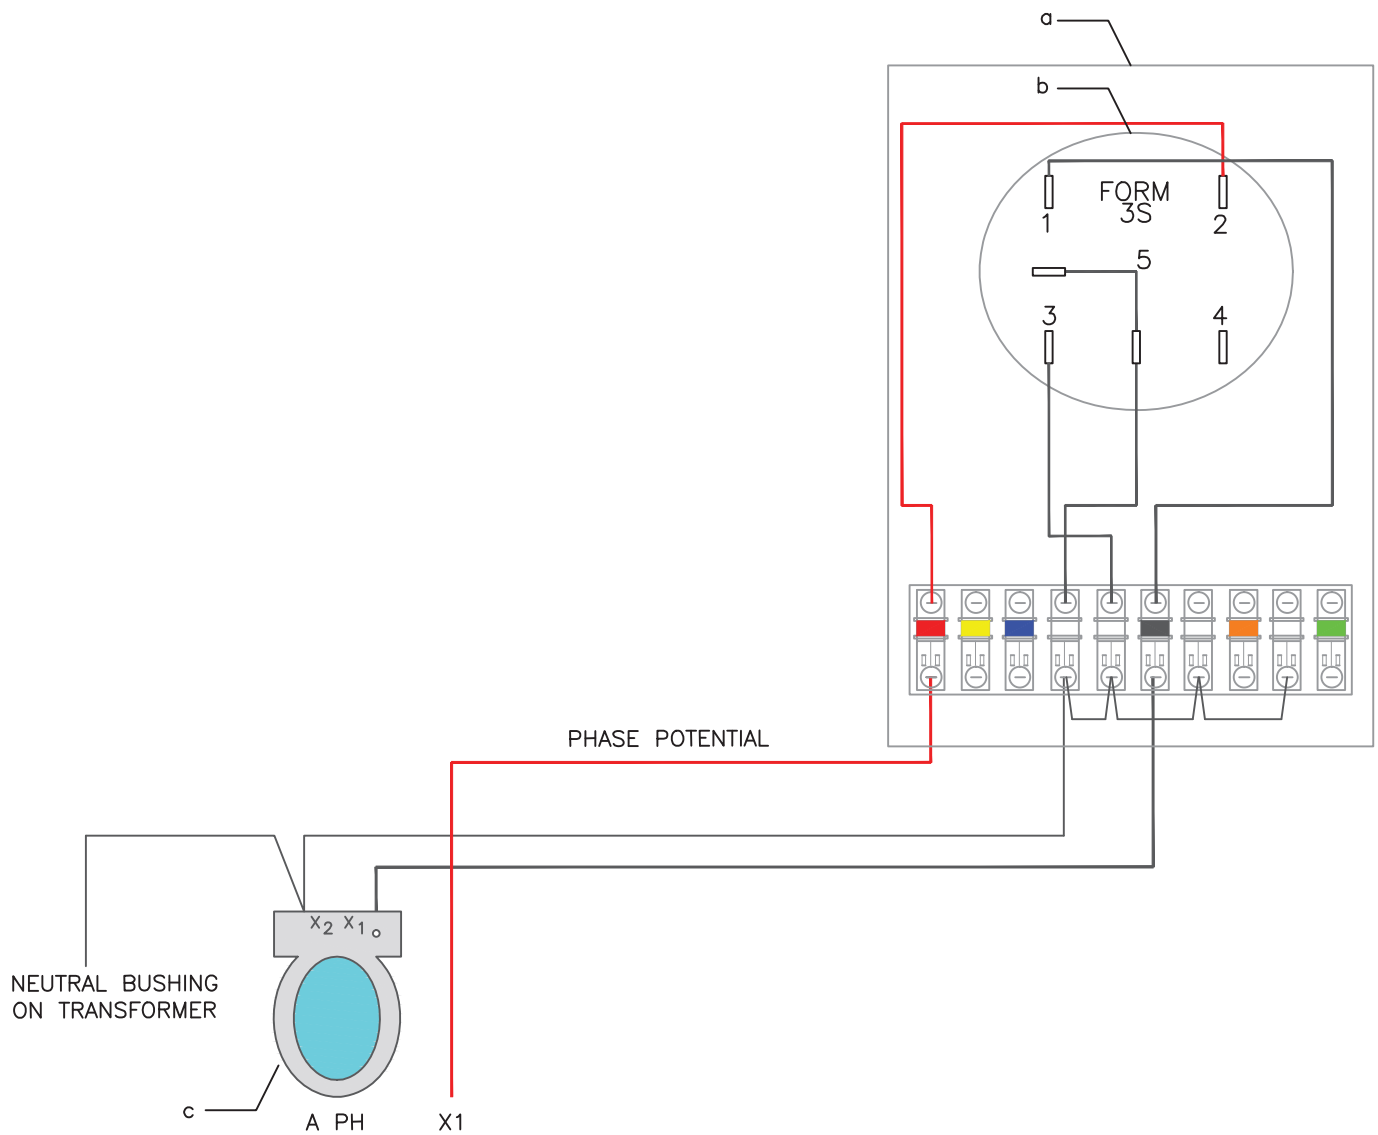 a
b
FORM
3S
1
2
5
3
4
PHASE POTENTIAL
X2 X1
NEUTRAL BUSHING
ON TRANSFORMER
c
A PH
X1